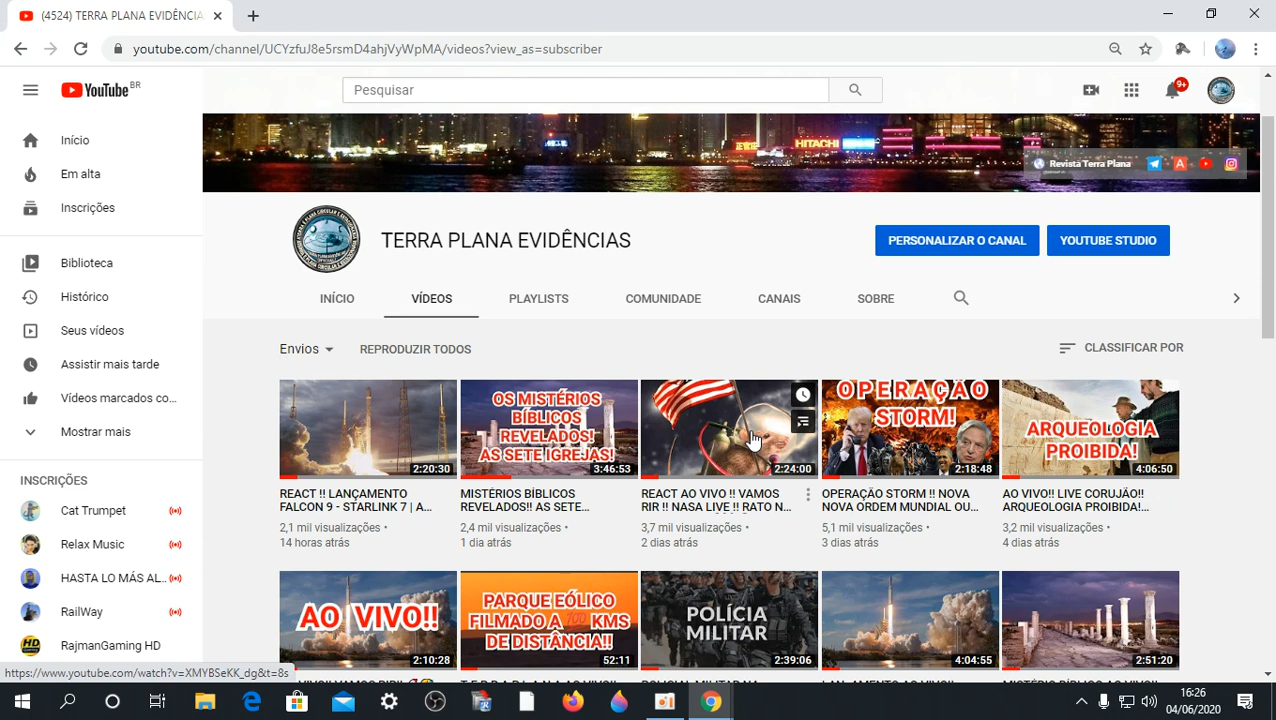 (4524) TERRA PLANA EVIDÊNCIA
youtube.com/channel/UCYzfuJ8e5rsmD4ahjVyWpMA/videos?view_as=subscriber
YouTube BR
Pesquisar
9+
Início
Em alta
Inscrições
HITACHI
Revista Terra Plana
TERRA PLANA EVIDÊNCIAS
PERSONALIZAR O CANAL
YOUTUBE STUDIO
Biblioteca
Histórico
Seus vídeos
Assistir mais tarde
Vídeos marcados co...
Mostrar mais
INÍCIO
VÍDEOS
PLAYLISTS
COMUNIDADE
CANAIS
SOBRE
Envios
REPRODUZIR TODOS
CLASSIFICAR POR
2:20:30
REACT !! LANÇAMENTO
FALCON 9 - STARLINK 7 | A...
2,1 mil visualizações •
14 horas atrás
OS MISTÉRIOS
BÍBLICOS
REVELADOS!
AS SETE IGREJAS!
3:46:53
MISTÉRIOS BÍBLICOS
REVELADOS!! AS SETE...
2,4 mil visualizações •
1 dia atrás
2:24:00
REACT AO VIVO !! VAMOS
RIR !! NASA LIVE !! RATO N...
3,7 mil visualizações •
2 dias atrás
OPERAÇÃO
STORM!
2:18:48
OPERAÇÃO STORM !! NOVA
NOVA ORDEM MUNDIAL OU...
5,1 mil visualizações •
3 dias atrás
ARQUEOLOGIA
PROIBIDA!
4:06:50
AO VIVO!! LIVE CORUJÃO!!
ARQUEOLOGIA PROIBIDA!...
3,2 mil visualizações •
4 dias atrás
INSCRIÇÕES
Cat Trumpet
Relax Music
HASTA LO MÁS AL...
RailWay
RajmanGaming HD
AO VIVO!!
2:10:28
PARQUE EÓLICO
FILMADO A 100 KMS
DE DISTÂNCIA!!
52:11
POLÍCIA
MILITAR
2:39:06
4:04:55
2:51:20
https://www.youtube.com/watch?v=XMYBSeKK_dg&t=8s
16:26
04/06/2020